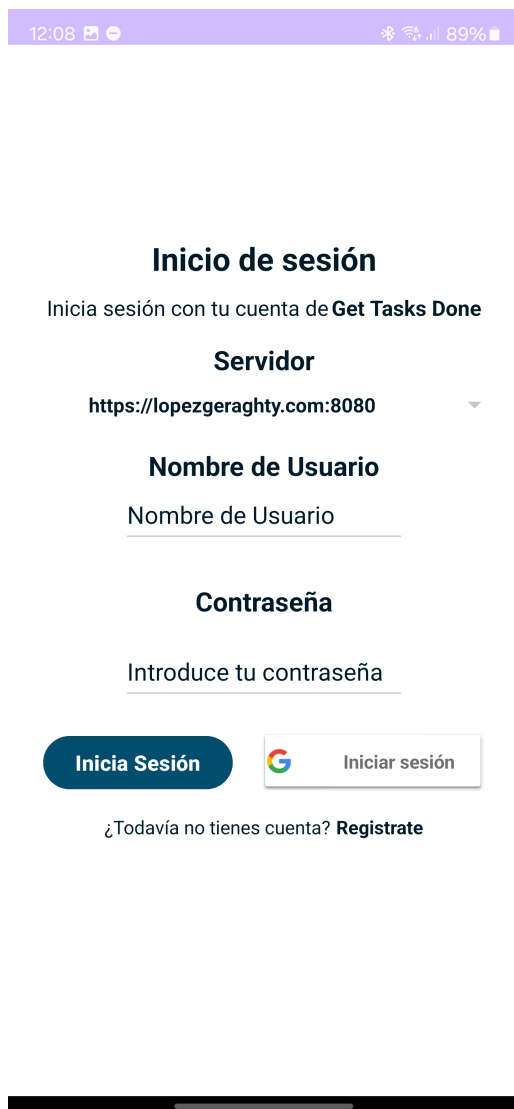 12:08 89%
Inicio de sesión
Inicia sesión con tu cuenta de Get Tasks Done
Servidor
https://lopezgeraghty.com:8080
Nombre de Usuario
Nombre de Usuario
Contraseña
Introduce tu contraseña
Inicia Sesión Iniciar sesión
¿Todavía no tienes cuenta? Registrate